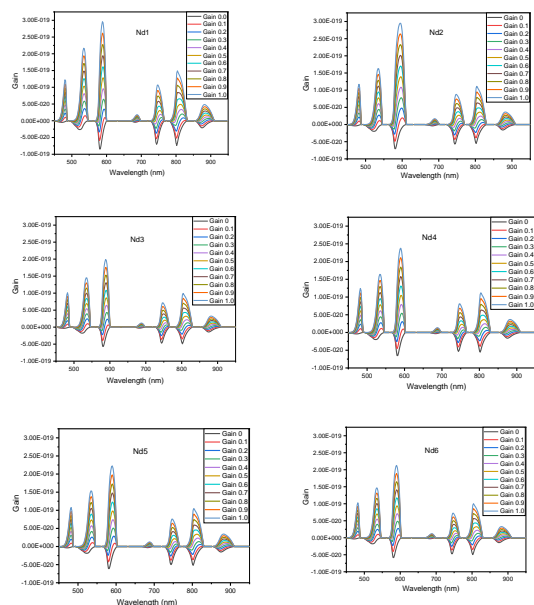 Nd1
Gain 0.0
Gain 0.1
Gain 0.2
Gain 0.3
Gain 0.4
Gain 0.5
Gain 0.6
Gain 0.7
Gain 0.8
Gain 0.9
Gain 1.0
3.00E-019
2.50E-019
2.00E-019
1.50E-019
1.00E-019
5.00E-020
0.00E+000
-5.00E-020
-1.00E-019
Gain
500 600 700 800 900
Wavelength (nm)
Nd2
Gain 0.0
Gain 0.1
Gain 0.2
Gain 0.3
Gain 0.4
Gain 0.5
Gain 0.6
Gain 0.7
Gain 0.8
Gain 0.9
Gain 1.0
3.00E-019
2.50E-019
2.00E-019
1.50E-019
1.00E-019
5.00E-020
0.00E+000
-5.00E-020
-1.00E-019
Gain
500 600 700 800 900
Wavelength (nm)
Nd3
Gain 0
Gain 0.1
Gain 0.2
Gain 0.3
Gain 0.4
Gain 0.5
Gain 0.6
Gain 0.7
Gain 0.8
Gain 0.9
Gain 1.0
3.00E-019
2.50E-019
2.00E-019
1.50E-019
1.00E-019
5.00E-020
0.00E+000
-5.00E-020
-1.00E-019
Gain
500 600 700 800 900
Wavelength (nm)
Nd4
Gain 0
Gain 0.1
Gain 0.2
Gain 0.3
Gain 0.4
Gain 0.5
Gain 0.6
Gain 0.7
Gain 0.8
Gain 0.9
Gain 1.0
3.00E-019
2.50E-019
2.00E-019
1.50E-019
1.00E-019
5.00E-020
0.00E+000
-5.00E-020
-1.00E-019
Gain
500 600 700 800 900
Wavelength (nm)
Nd5
Gain 0
Gain 0.1
Gain 0.2
Gain 0.3
Gain 0.4
Gain 0.5
Gain 0.6
Gain 0.7
Gain 0.8
Gain 0.9
Gain 1.0
3.00E-019
2.50E-019
2.00E-019
1.50E-019
1.00E-019
5.00E-020
0.00E+000
-5.00E-020
-1.00E-019
Gain
500 600 700 800 900
Wavelength (nm)
Nd6
Gain 0
Gain 0.1
Gain 0.2
Gain 0.3
Gain 0.4
Gain 0.5
Gain 0.6
Gain 0.7
Gain 0.8
Gain 0.9
Gain 1.0
3.00E-019
2.50E-019
2.00E-019
1.50E-019
1.00E-019
5.00E-020
0.00E+000
-5.00E-020
-1.00E-019
Gain
500 600 700 800 900
Wavelength (nm)